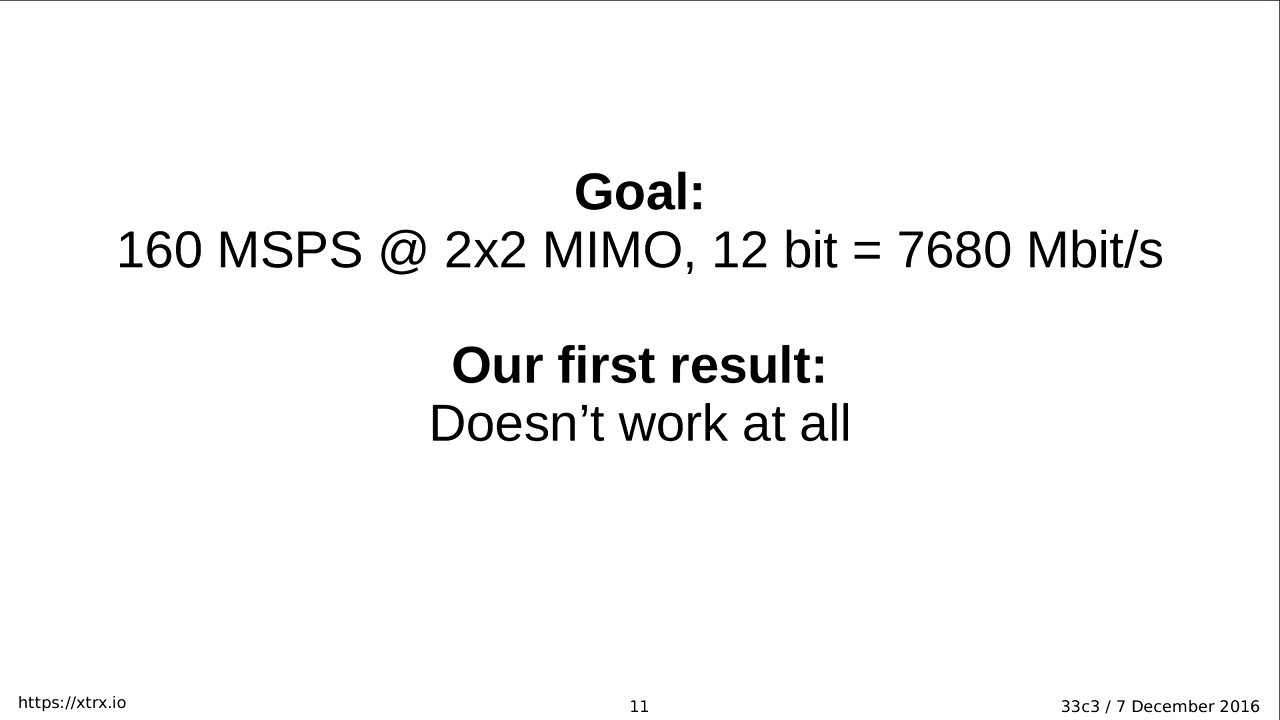 Goal:
160 MSPS @ 2x2 MIMO, 12 bit = 7680 Mbit/s
Our first result:
Doesn’t work at all
https://xtrx.io
11
33c3 / 7 December 2016